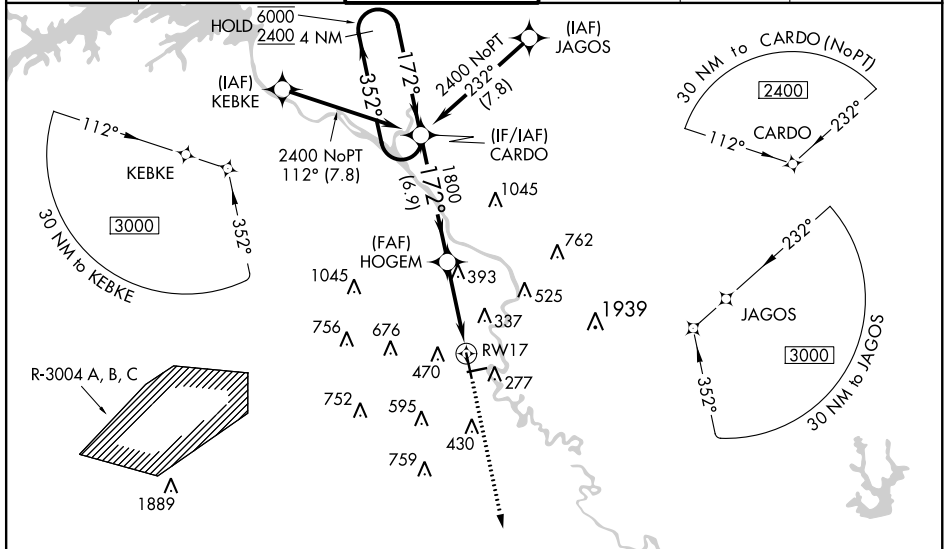 HOLD 6000
2400 4 NM
172°
352°
(IAF)
JAGOS
2400 NoPT
232°
(7.8)
(IAF)
KEBKE
2400 NoPT
112° (7.8)
(IF/IAF)
CARDO
1800
172°
(6.9)
(FAF)
HOGEM
30 NM to CARDO (NoPT)
2400
CARDO
112°
232°
112°
KEBKE
3000
352°
30 NM to KEBKE
232°
JAGOS
3000
352°
30 NM to JAGOS
1045
762
393
525
1045
337
1939
756
676
470
RW17
277
752
595
430
759
R-3004 A, B, C
1889